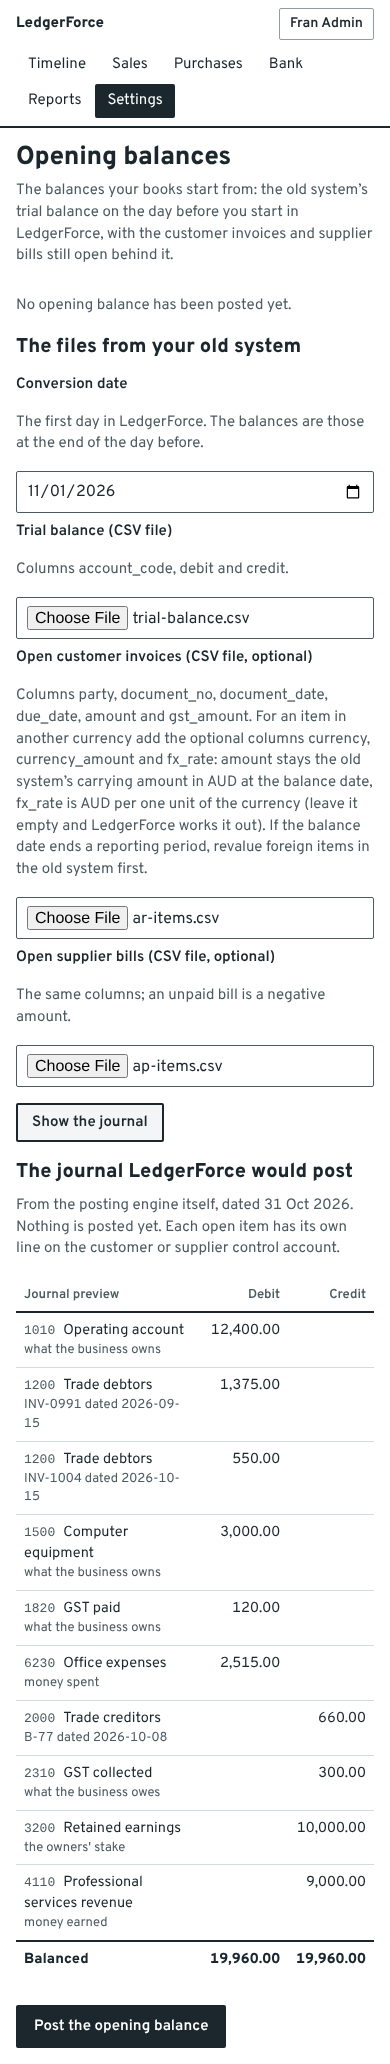 LedgerForce
Fran Admin
Timeline Sales Purchases Bank
Reports Settings
Opening balances
The balances your books start from: the old system's
trial balance on the day before you start in
LedgerForce, with the customer invoices and supplier
bills still open behind it.
No opening balance has been posted yet.
The files from your old system
Conversion date
The first day in LedgerForce. The balances are those
at the end of the day before.
11/01/2026
Trial balance (CSV file)
Columns account_code, debit and credit.
Choose File trial-balance.csv
Open customer invoices (CSV file, optional)
Columns party, document_no, document_date,
due_date, amount and gst_amount. For an item in
another currency add the optional columns currency,
currency_amount and fx_rate: amount stays the old
system's carrying amount in AUD at the balance date,
fx_rate is AUD per one unit of the currency (leave it
empty and LedgerForce works it out). If the balance
date ends a reporting period, revalue foreign items in
the old system first.
Choose File ar-items.csv
Open supplier bills (CSV file, optional)
The same columns; an unpaid bill is a negative
amount.
Choose File ap-items.csv
Show the journal
The journal LedgerForce would post
From the posting engine itself, dated 31 Oct 2026.
Nothing is posted yet. Each open item has its own
line on the customer or supplier control account.
Journal preview Debit Credit
1010 Operating account 12,400.00
what the business owns
1200 Trade debtors 1,375.00
INV-0991 dated 2026-09-
15
1200 Trade debtors 550.00
INV-1004 dated 2026-10-
15
1500 Computer 3,000.00
equipment
what the business owns
1820 GST paid 120.00
what the business owns
6230 Office expenses 2,515.00
money spent
2000 Trade creditors 660.00
B-77 dated 2026-10-08
2310 GST collected 300.00
what the business owes
3200 Retained earnings 10,000.00
the owners' stake
4110 Professional 9,000.00
services revenue
money earned
Balanced 19,960.00 19,960.00
Post the opening balance